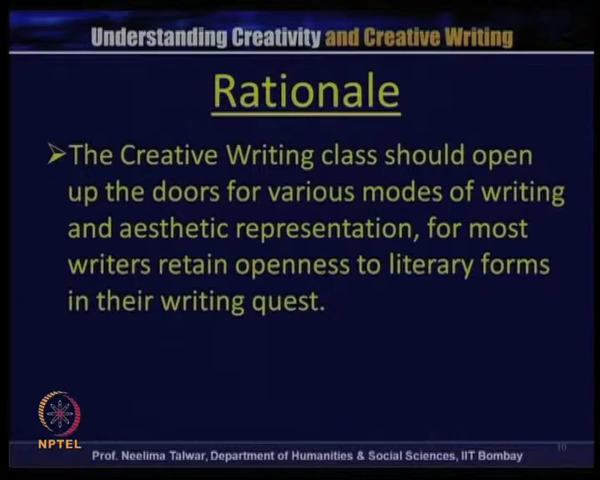 Understanding Creativity and Creative Writing
Rationale
➢The Creative Writing class should open
up the doors for various modes of writing
and aesthetic representation, for most
writers retain openness to literary forms
in their writing quest.
NPTEL
10
Prof. Neelima Talwar, Department of Humanities & Social Sciences, IIT Bombay